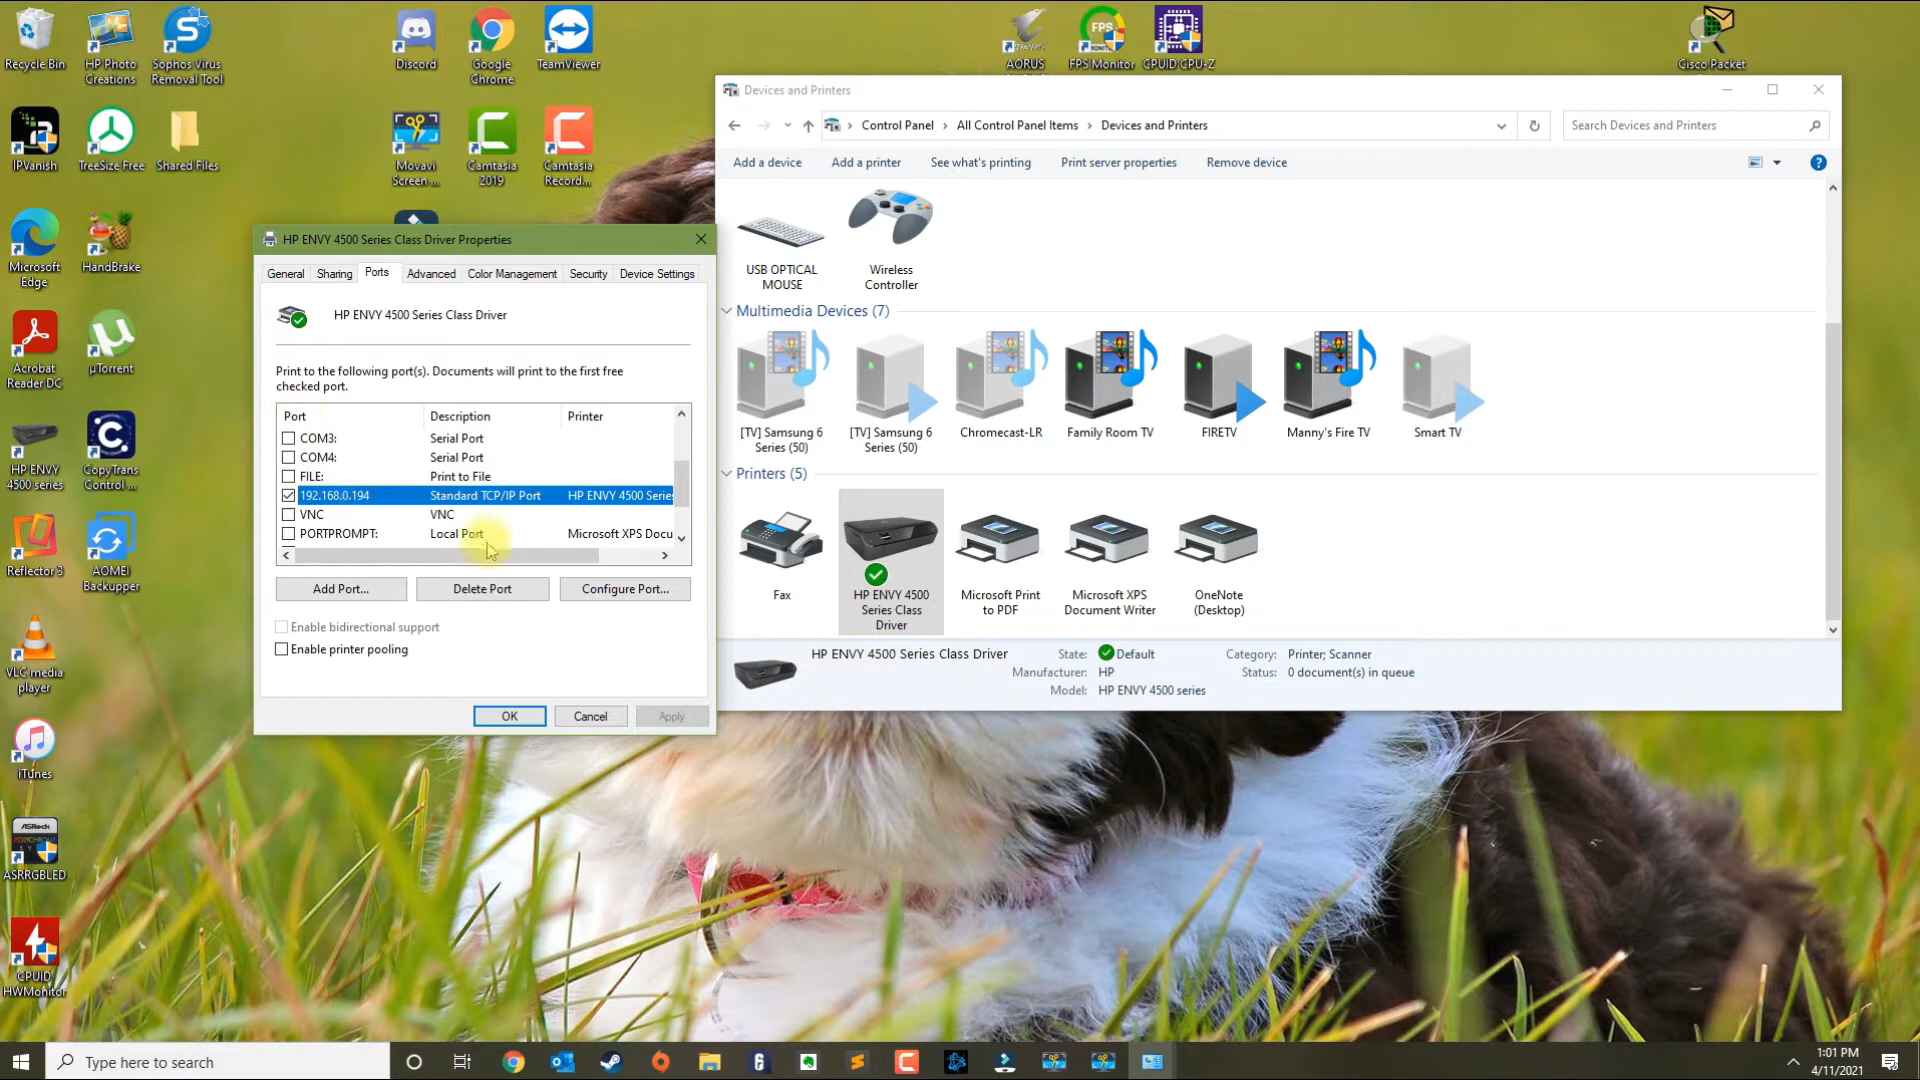 Recycle Bin
HP Photo
Creations
Sophos Virus
Removal Tool
Discord
Google
Chrome
TeamViewer
AORUS
FPS
FPS Monitor
CPUID CPU-Z
Cisco Packet
IPVanish
TreeSize Free
Shared Files
Movavi
Screen ...
Camtasia
2019
Camtasia
Record...
Microsoft
Edge
HandBrake
Acrobat
Reader DC
µTorrent
HP ENVY
4500 series
CopyTrans
Control ...
Reflector 3
AOMEI
Backupper
VLC media
player
iTunes
ASRock
ASRRGBLED
CPUID
HWMonitor
Devices and Printers
Control Panel
All Control Panel Items
Devices and Printers
Search Devices and Printers
Add a device
Add a printer
See what's printing
Print server properties
Remove device
USB OPTICAL
MOUSE
Wireless
Controller
Multimedia Devices (7)
[TV] Samsung 6
Series (50)
[TV] Samsung 6
Series (50)
Chromecast-LR
Family Room TV
FIRETV
Manny's Fire TV
Smart TV
Printers (5)
Fax
HP ENVY 4500
Series Class
Driver
Microsoft Print
to PDF
Microsoft XPS
Document Writer
OneNote
(Desktop)
HP ENVY 4500 Series Class Driver
State: Default
Category: Printer; Scanner
Manufacturer: HP
Status: 0 document(s) in queue
Model: HP ENVY 4500 series
HP ENVY 4500 Series Class Driver Properties
General Sharing Ports Advanced Color Management Security Device Settings
HP ENVY 4500 Series Class Driver
Print to the following port(s). Documents will print to the first free
checked port.
Port Description Printer
COM3: Serial Port
COM4: Serial Port
FILE: Print to File
192.168.0.194 Standard TCP/IP Port HP ENVY 4500 Series
VNC VNC
PORTPROMPT: Local Port Microsoft XPS Docu
Add Port... Delete Port Configure Port...
Enable bidirectional support
Enable printer pooling
OK Cancel Apply
Type here to search
1:01 PM
4/11/2021